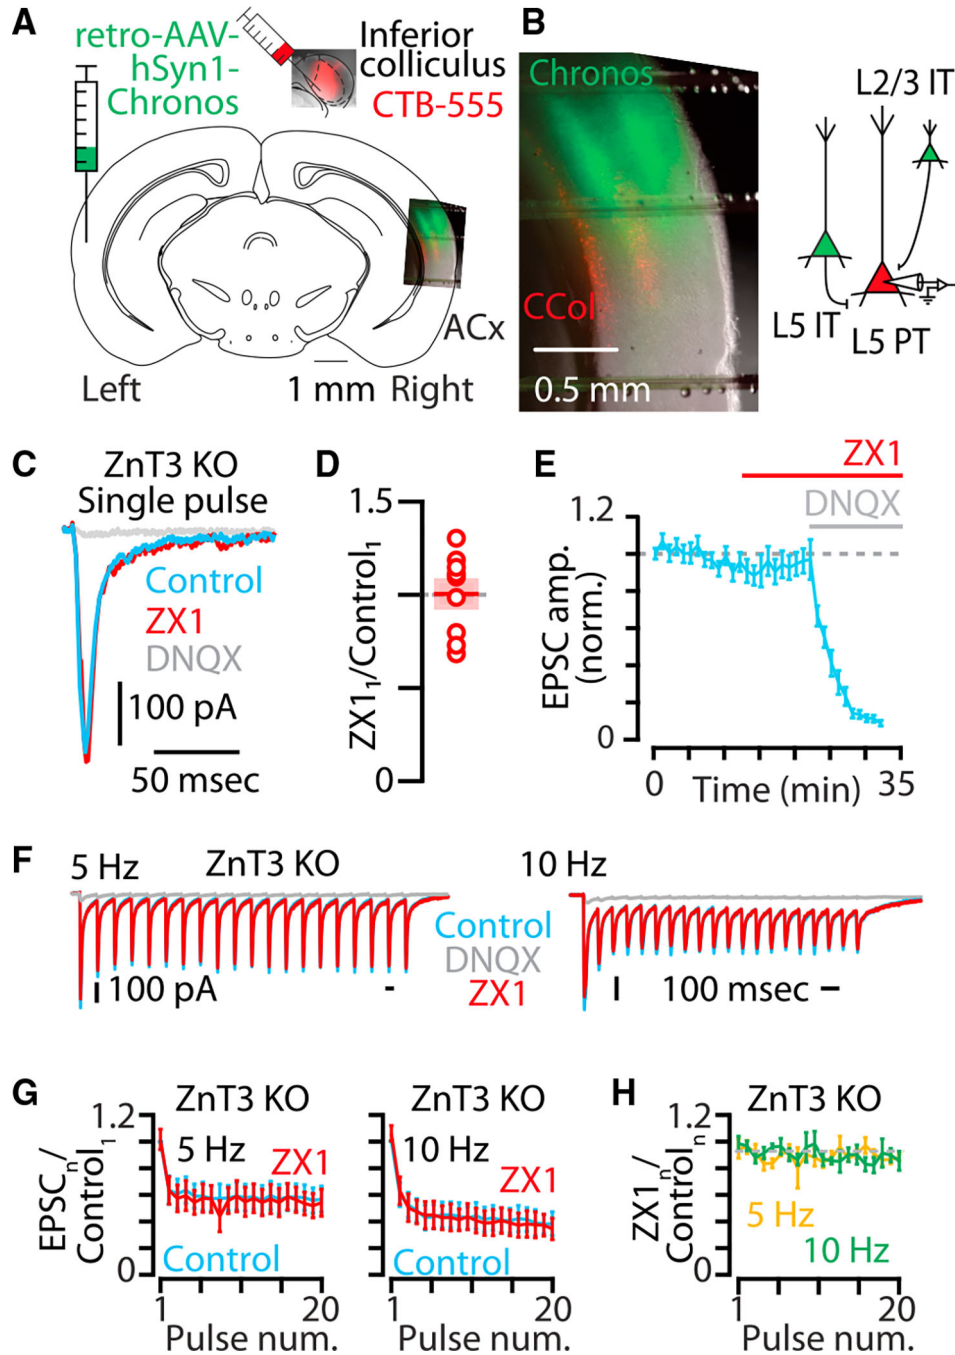 A
retro-AAV-
hSyn1-
Chronos
Inferior
colliculus
CTB-555
ACx
Left
1 mm
Right
B
Chronos
CCol
0.5 mm
L2/3 IT
L5 IT
L5 PT
C
ZnT3 KO
Single pulse
Control
ZX1
DNQX
100 pA
50 msec
D
1.5
ZX1₁/Control₁
0
E
ZX1
DNQX
1.2
EPSC amp.
(norm.)
0
0
Time (min)
35
F
5 Hz
ZnT3 KO
10 Hz
Control
DNQX
ZX1
100 pA
100 msec
G
ZnT3 KO
1.2
EPSCₙ/
Control₁
5 Hz
ZX1
Control
0
1
20
Pulse num.
ZnT3 KO
10 Hz
ZX1
Control
1
20
Pulse num.
H
ZnT3 KO
1.2
ZX1ₙ/
Controlₙ
5 Hz
10 Hz
0
1
20
Pulse num.